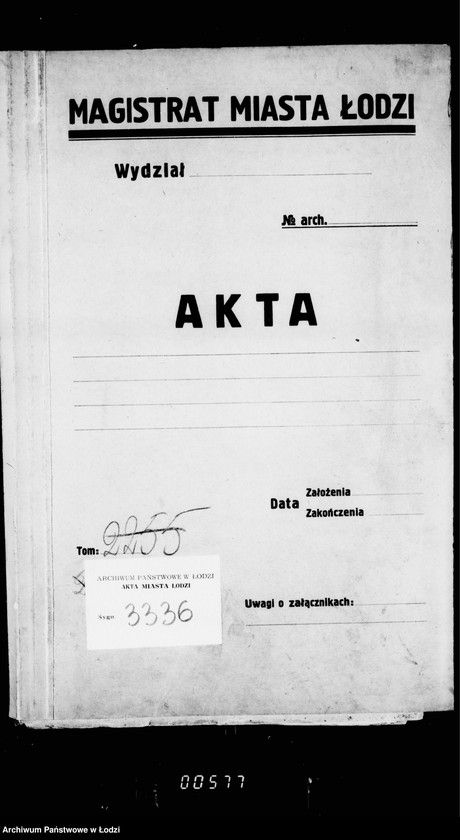 MAGISTRAT MIASTA ŁODZI
Wydział
№ arch.
AKTA
Data
Założenia
Zakończenia
Tom: 2255
ARCHIWUM PAŃSTWOWE W ŁODZI
AKTA MIASTA ŁODZI
Sygn. 3336
Uwagi o załącznikach:
00577
Archiwum Państwowe w Łodzi